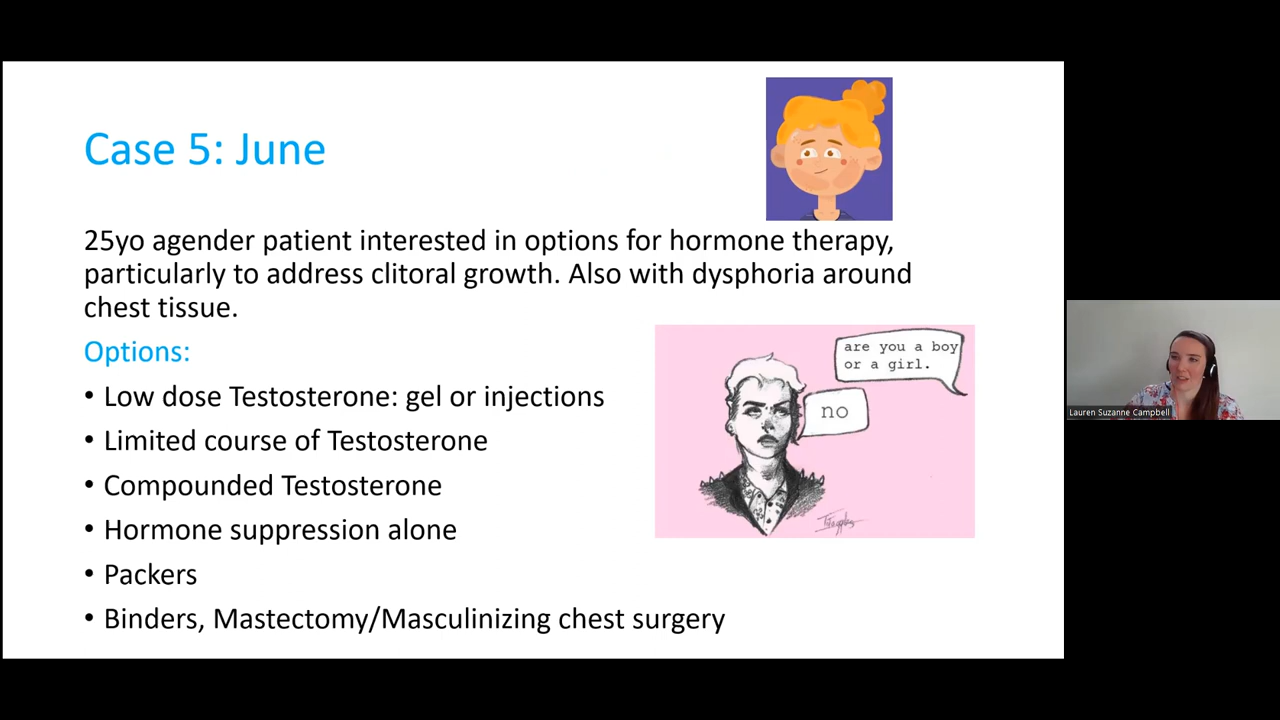 Case 5: June
25yo agender patient interested in options for hormone therapy,
particularly to address clitoral growth. Also with dysphoria around
chest tissue.
Options:
• Low dose Testosterone: gel or injections
• Limited course of Testosterone
• Compounded Testosterone
• Hormone suppression alone
• Packers
• Binders, Mastectomy/Masculinizing chest surgery
are you a boy
or a girl.
no
Lauren Suzanne Campbell